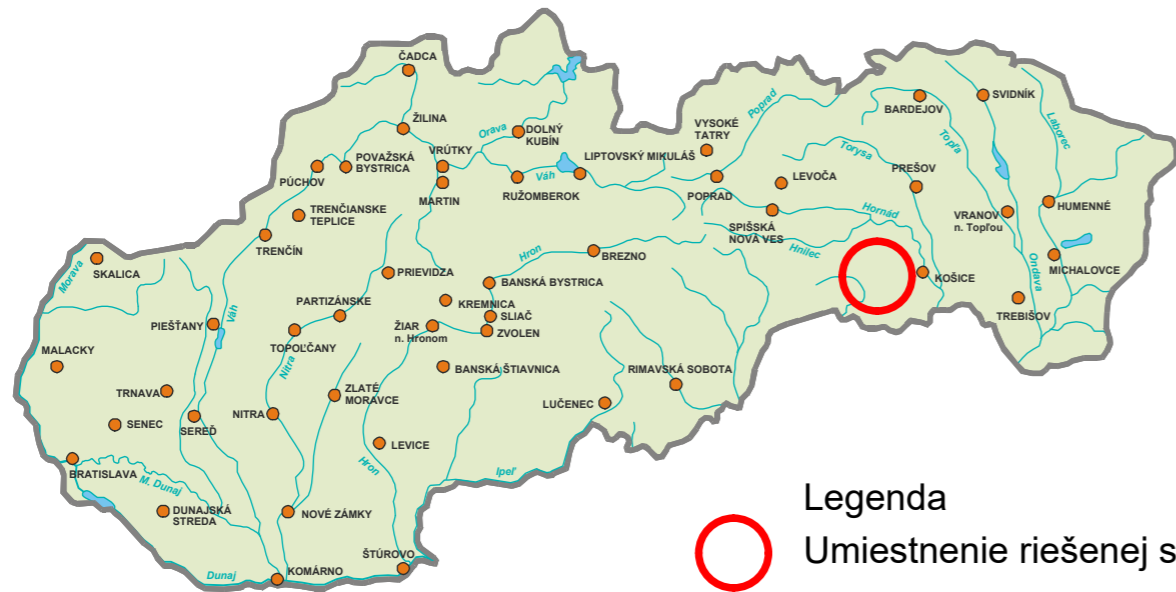 ČADCA
ŽILINA
Orava
DOLNÝ
KUBÍN
VRÚTKY
POVAŽSKÁ
BYSTRICA
PÚCHOV
MARTIN
Váh
RUŽOMBEROK
LIPTOVSKÝ MIKULÁŠ
VYSOKÉ
TATRY
Poprad
POPRAD
LEVOČA
SPIŠSKÁ
NOVÁ VES
Torysa
PREŠOV
BARDEJOV
Topľa
SVIDNÍK
Laborec
HUMENNÉ
VRANOV
n. Topľou
Ondava
MICHALOVCE
TREBIŠOV
Hornád
Hnilec
KOŠICE
TRENČIANSKE
TEPLICE
TRENČÍN
SKALICA
Morava
PRIEVIDZA
Hron
BREZNO
BANSKÁ BYSTRICA
KREMNICA
SLIAČ
ZVOLEN
ŽIAR
n. Hronom
PARTIZÁNSKE
TOPOĽČANY
PIEŠŤANY
Váh
MALACKY
TRNAVA
SENEC
SEREĎ
Nitra
NITRA
ZLATÉ
MORAVCE
BANSKÁ ŠTIAVNICA
RIMAVSKÁ SOBOTA
LUČENEC
LEVICE
Hron
Ipeľ
BRATISLAVA
M. Dunaj
DUNAJSKÁ
STREDA
NOVÉ ZÁMKY
ŠTÚROVO
KOMÁRNO
Dunaj
Legenda
Umiestnenie riešenej s